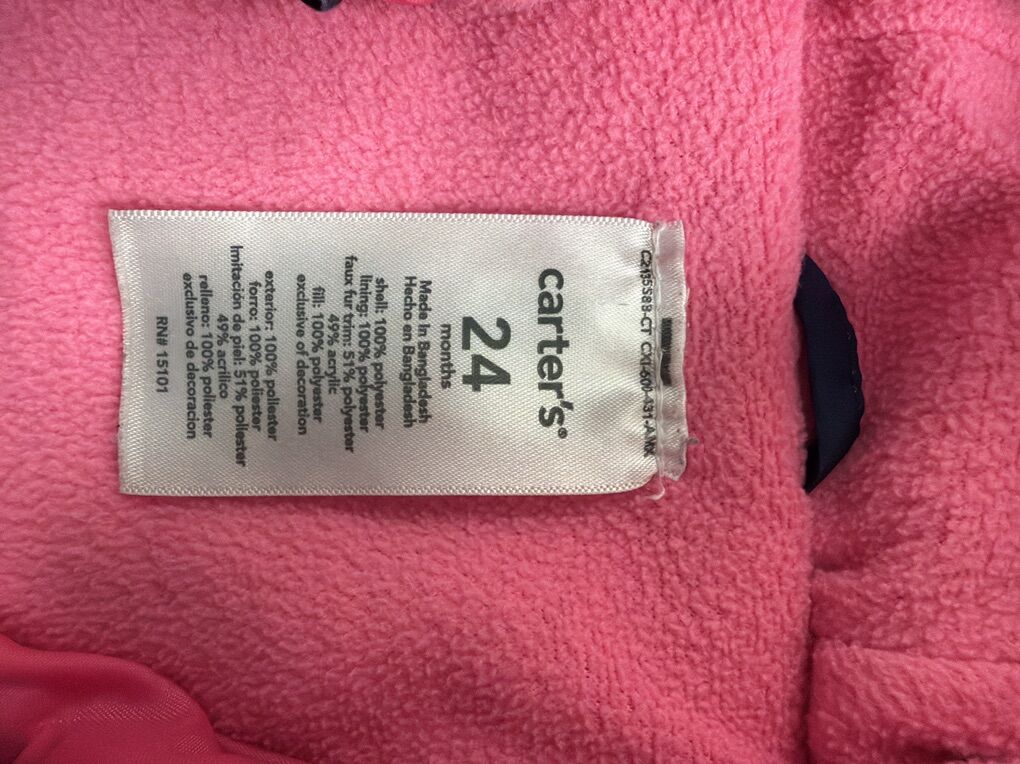 carter's®
24
months
Made In Bangladesh
Hecho en Bangladesh
shell: 100% polyester
lining: 100% polyester
faux fur trim: 51% polyester
49% acrylic
fill: 100% polyester
exclusive of decoration
exterior: 100% poliester
forro: 100% poliester
Imitación de piel: 51% poliester
49% acrílico
relleno: 100% poliester
exclusivo de decoracion
RN# 15101